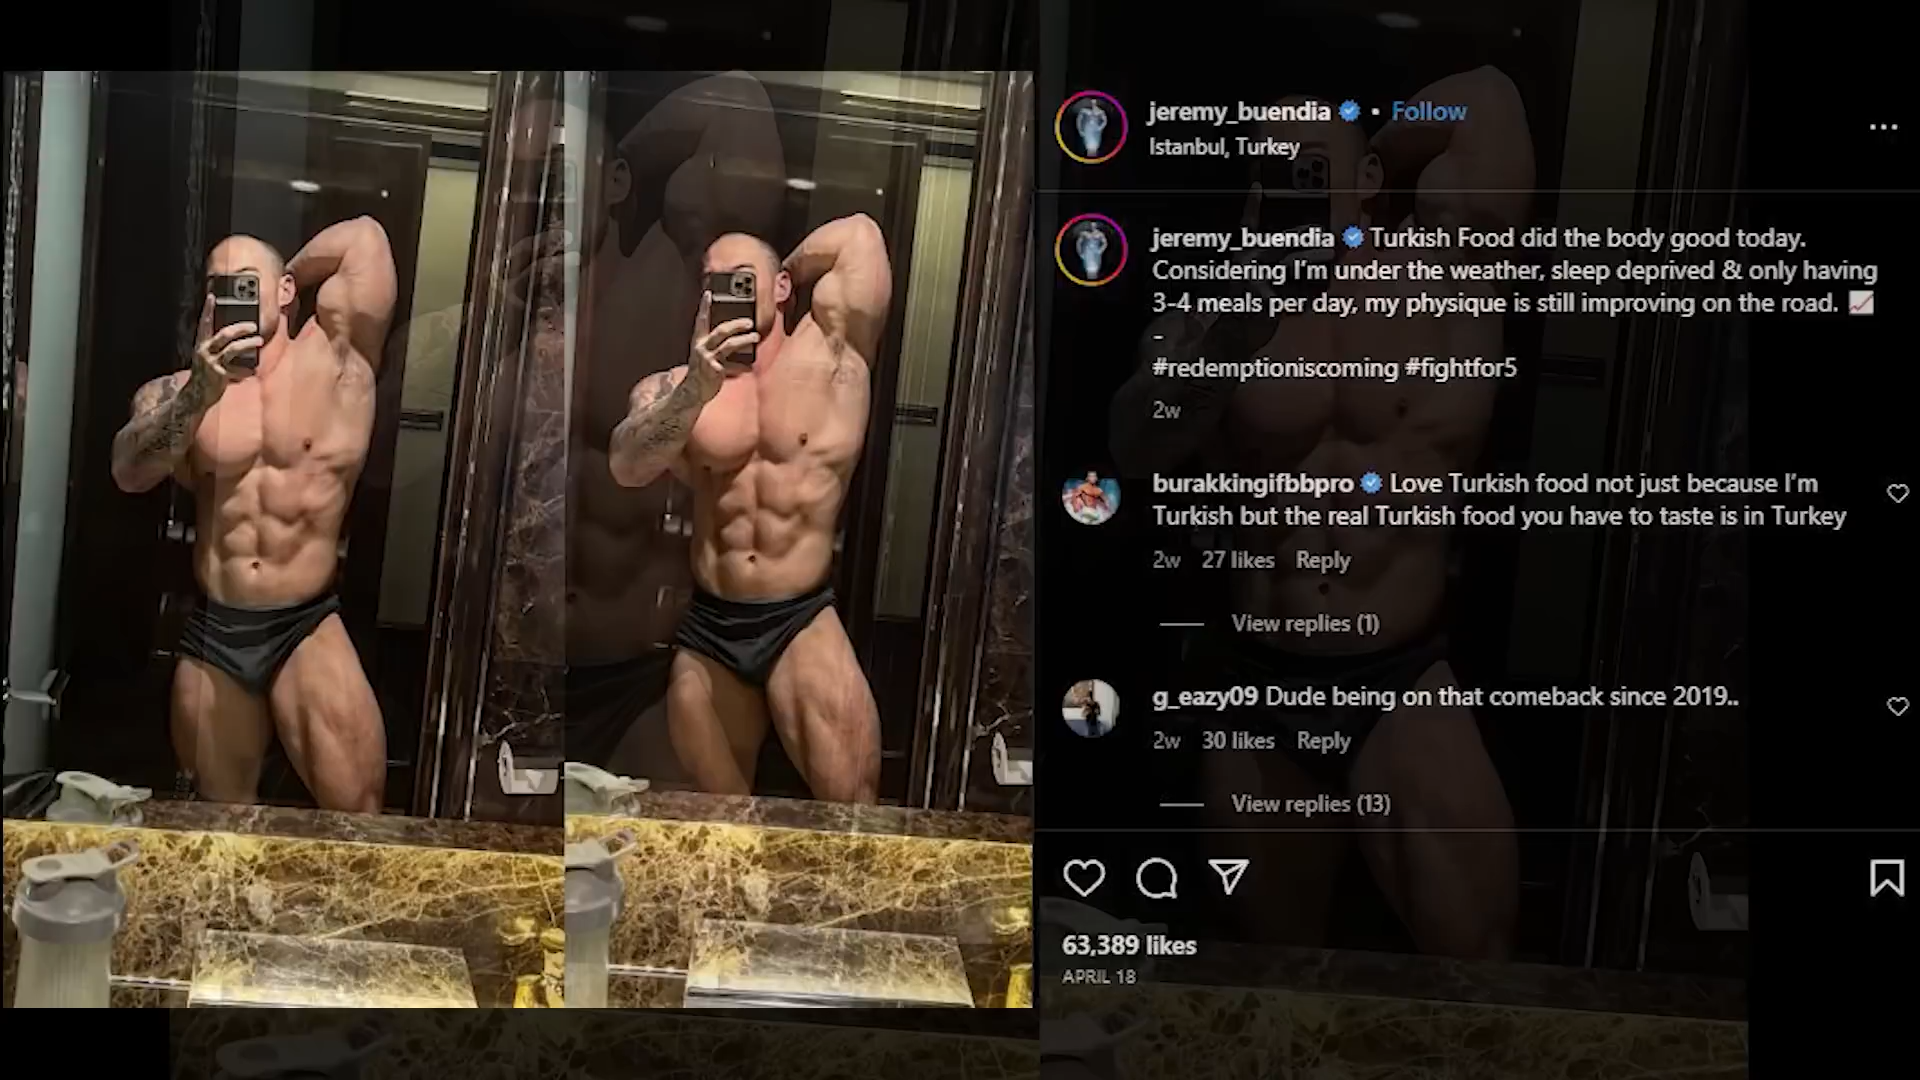 jeremy_buendia • Follow
Istanbul, Turkey
jeremy_buendia Turkish Food did the body good today.
Considering I'm under the weather, sleep deprived & only having
3-4 meals per day, my physique is still improving on the road. 📈
-
#redemptioniscoming #fightfor5
2w
burakkingifbbpro Love Turkish food not just because I'm
Turkish but the real Turkish food you have to taste is in Turkey
2w 27 likes Reply
View replies (1)
g_eazy09 Dude being on that comeback since 2019..
2w 30 likes Reply
View replies (13)
63,389 likes
APRIL 18